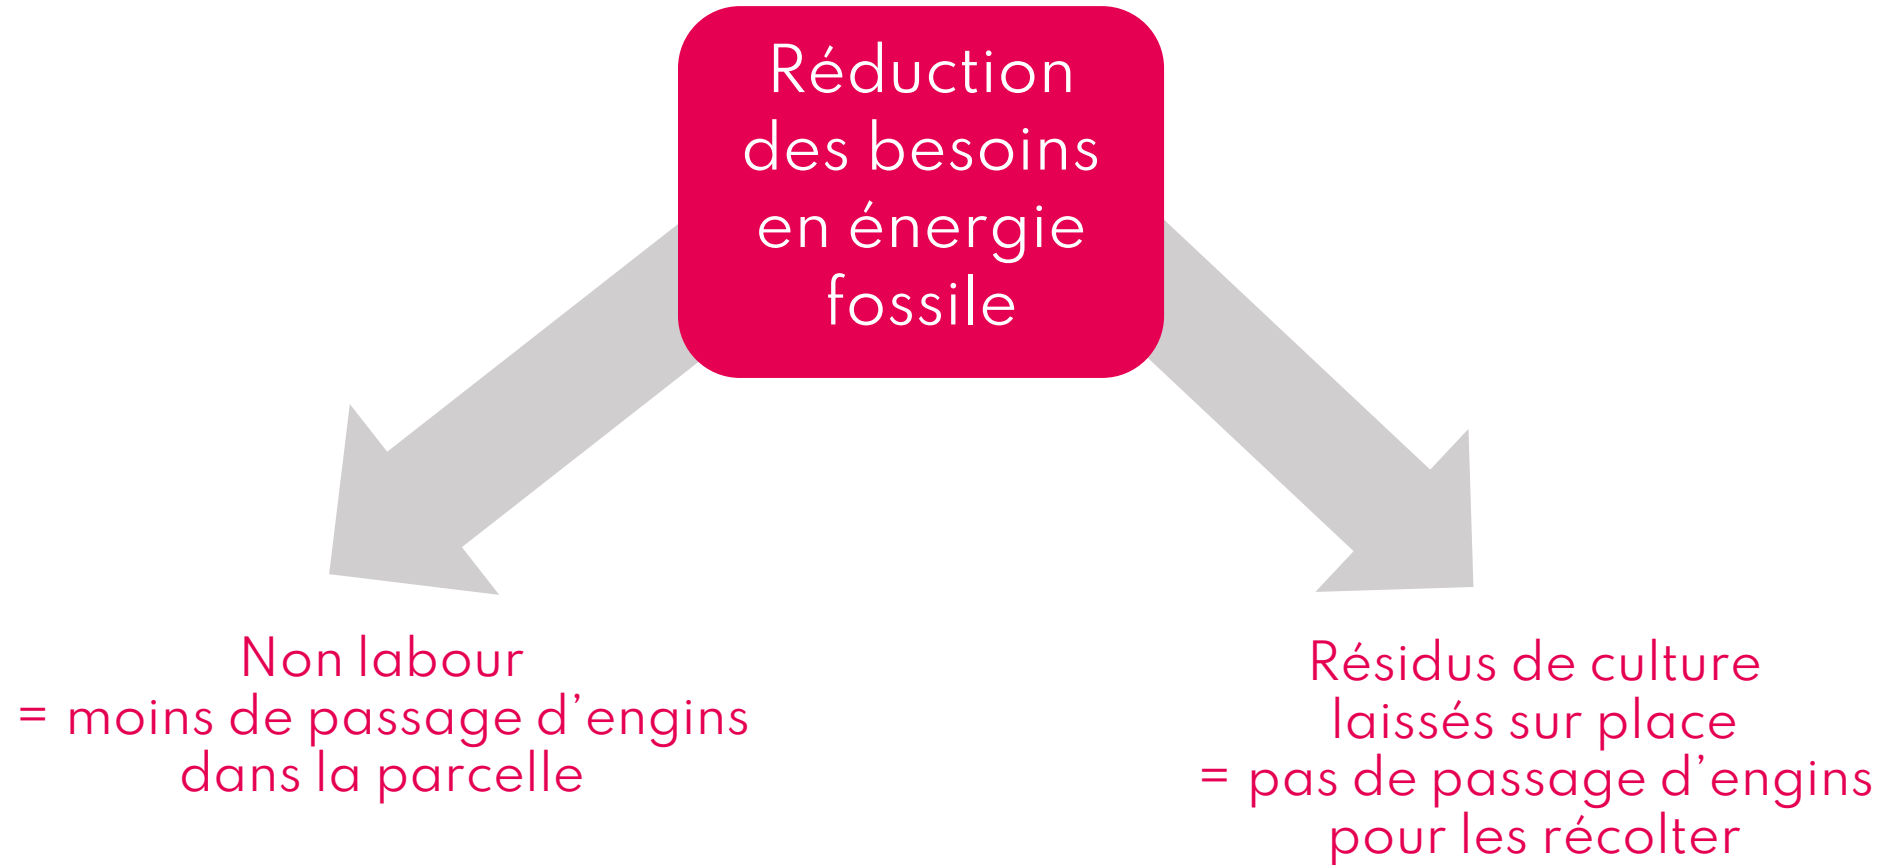 Réduction
des besoins
en énergie
fossile
Non labour
= moins de passage d’engins
dans la parcelle
Résidus de culture
laissés sur place
= pas de passage d’engins
pour les récolter